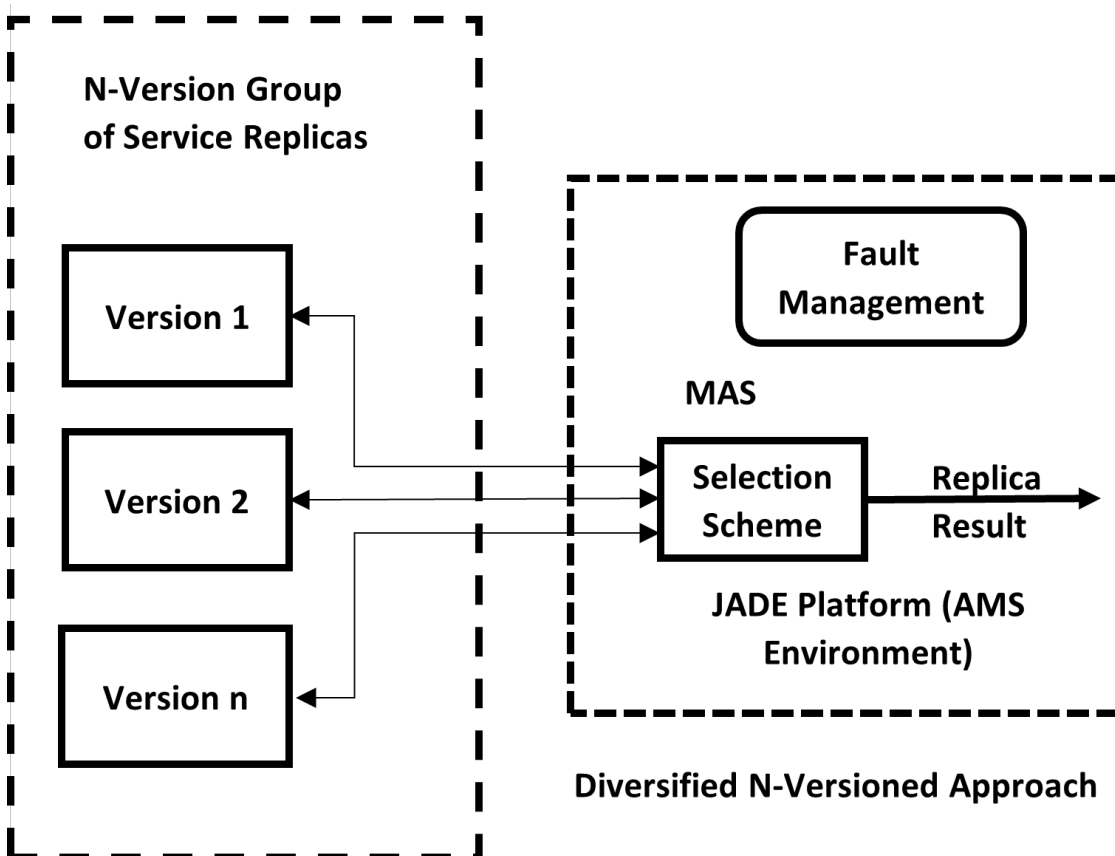 N-Version Group
of Service Replicas
Version 1
Version 2
Version n
Fault
Management
MAS
Selection
Scheme
Replica
Result
JADE Platform (AMS
Environment)
Diversified N-Versioned Approach